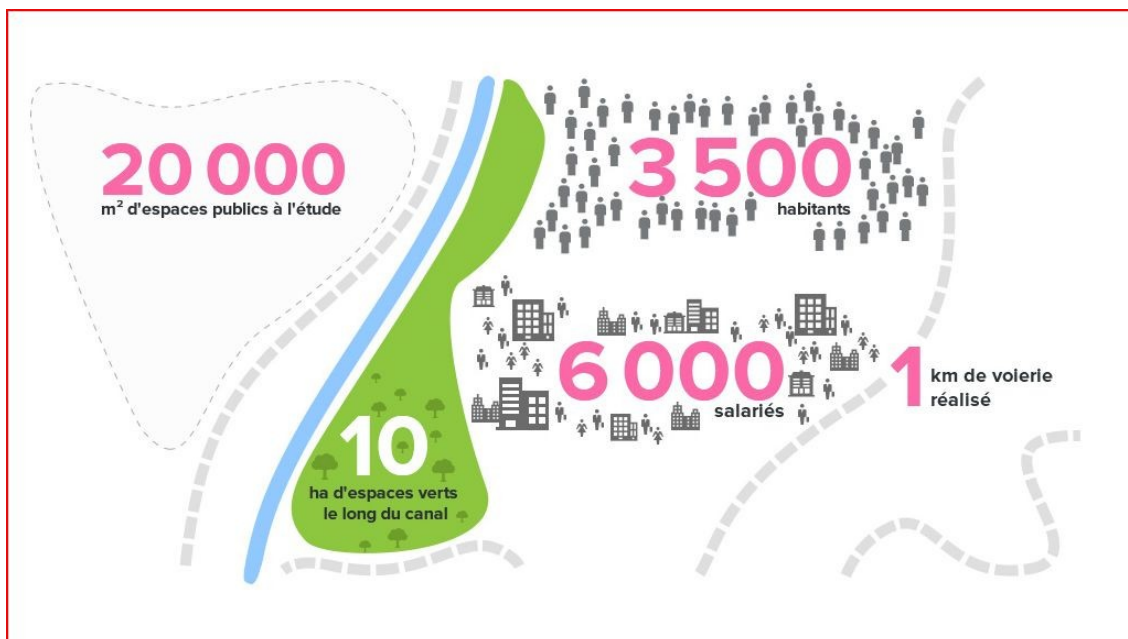 20 000
m² d'espaces publics à l'étude
3 500
habitants
6 000
salariés
1
km de voierie
réalisé
10
ha d'espaces verts
le long du canal